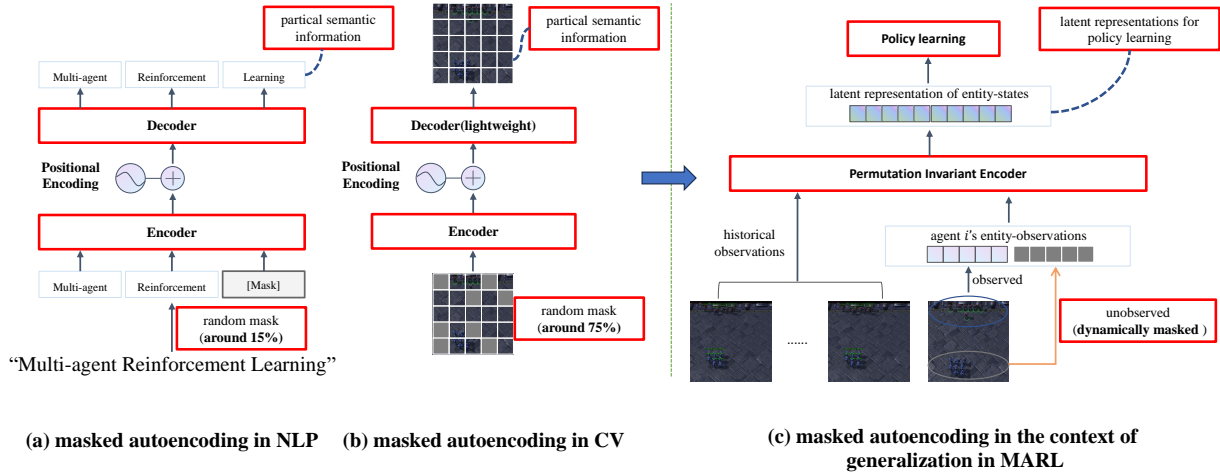 partical semantic
information
Multi-agent
Reinforcement
Learning
Decoder
Positional
Encoding
Encoder
Multi-agent
Reinforcement
[Mask]
random mask
(around 15%)
“Multi-agent Reinforcement Learning”
(a) masked autoencoding in NLP
partical semantic
information
Decoder(lightweight)
Positional
Encoding
Encoder
random mask
(around 75%)
(b) masked autoencoding in CV
Policy learning
latent representations for
policy learning
latent representation of entity-states
Permutation Invariant Encoder
historical
observations
agent i's entity-observations
observed
unobserved
(dynamically masked )
......
(c) masked autoencoding in the context of
generalization in MARL